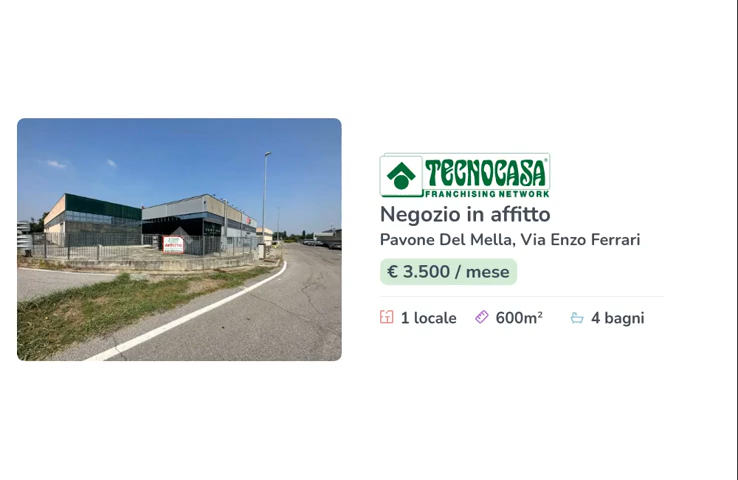 TECNOCASA
FRANCHISING NETWORK
Negozio in affitto
Pavone Del Mella, Via Enzo Ferrari
€ 3.500 / mese
1 locale 600m² 4 bagni